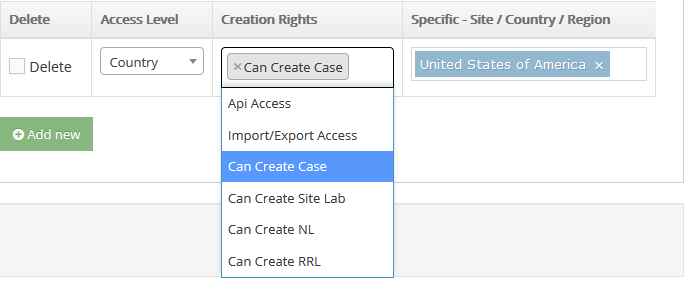 Delete Access Level Creation Rights Specific - Site / Country / Region
Delete Country ×Can Create Case United States of America ×
Api Access
Import/Export Access
Can Create Case
Can Create Site Lab
Can Create NL
Can Create RRL
Add new